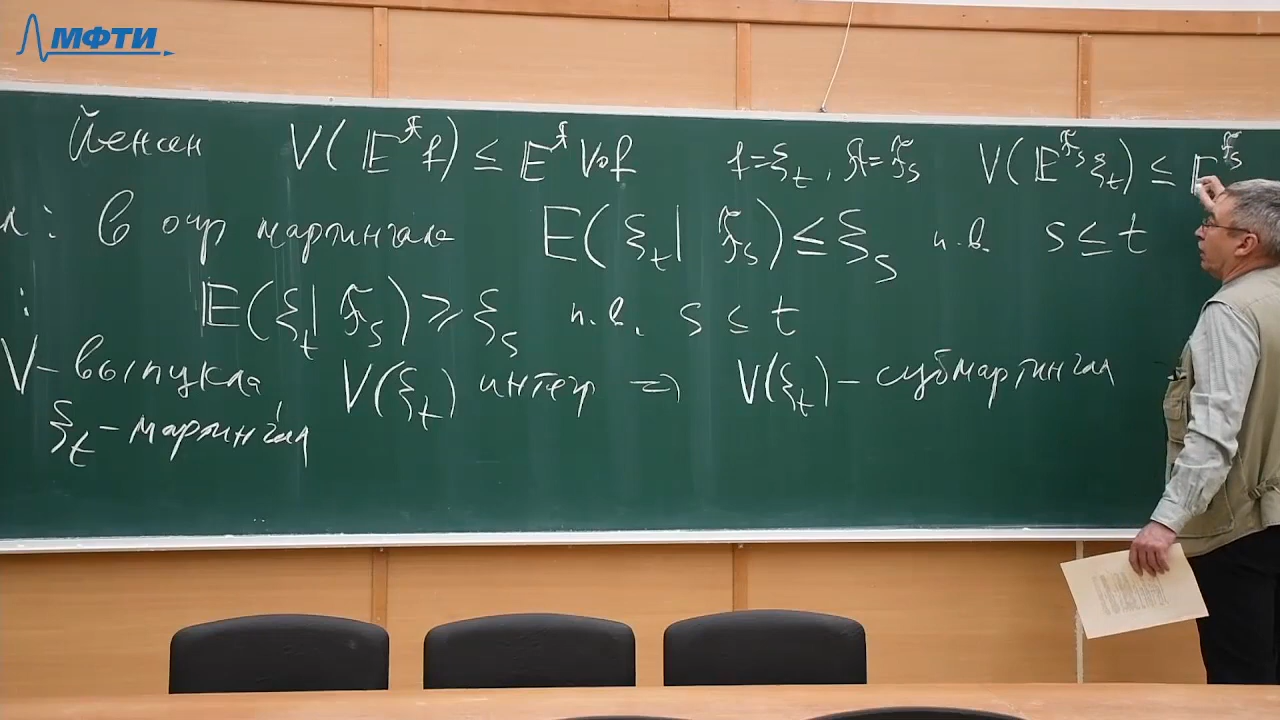 МФТИ
Йенсен V(𝔼^𝔄 f) ≤ 𝔼^𝔄 V∘f f=ξ_t, 𝔄=ℱ_s V(𝔼^{ℱ_s} ξ_t) ≤ 𝔼^{ℱ_s}
: В опр мартингала E(ξ_t | ℱ_s) ≤ ξ_s п.в. s ≤ t
: 𝔼(ξ_t | ℱ_s) ≥ ξ_s п.в. s ≤ t
V – выпукла V(ξ_t) интегр ⇒ V(ξ_t) – субмартингал
ξ_t – мартингал